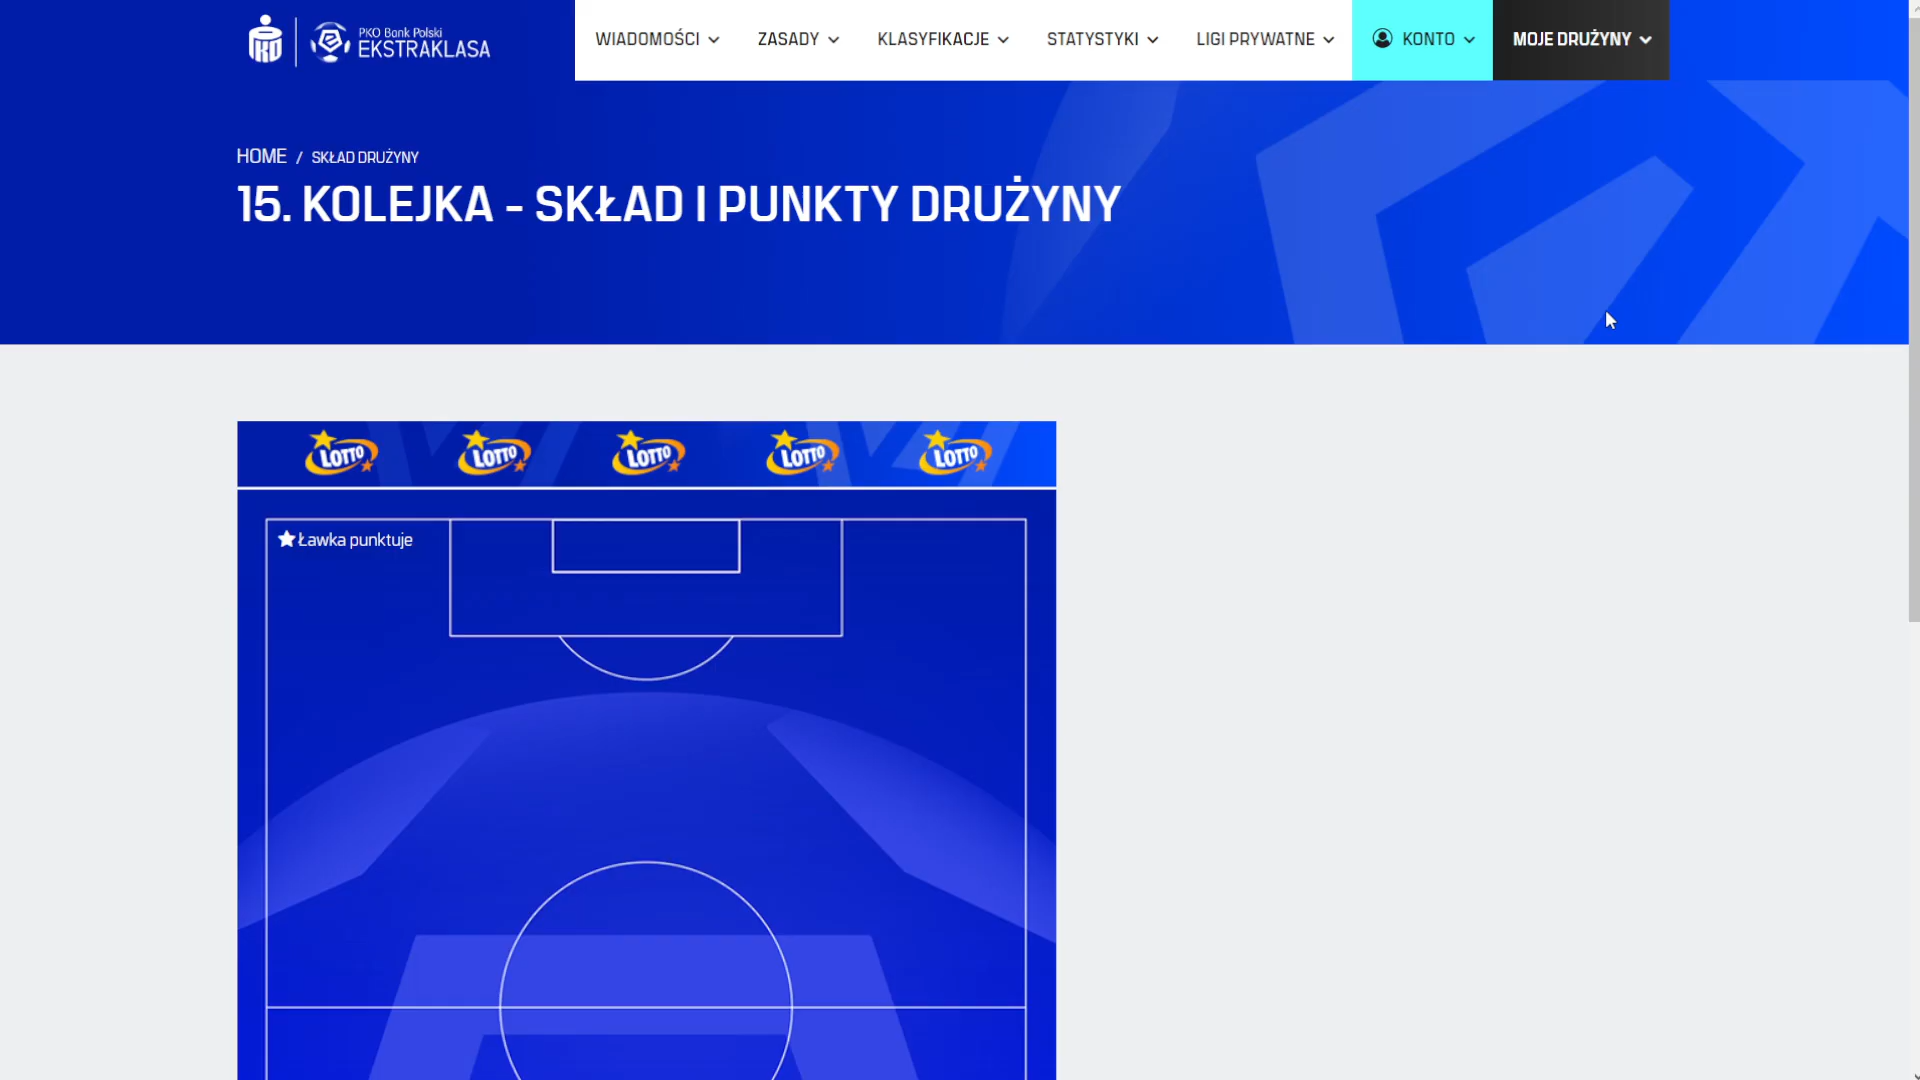 PKO
PKO Bank Polski
EKSTRAKLASA
WIADOMOŚCI
ZASADY
KLASYFIKACJE
STATYSTYKI
LIGI PRYWATNE
KONTO
MOJE DRUŻYNY
HOME / SKŁAD DRUŻYNY
15. KOLEJKA - SKŁAD I PUNKTY DRUŻYNY
LOTTO LOTTO LOTTO LOTTO LOTTO
Ławka punktuje